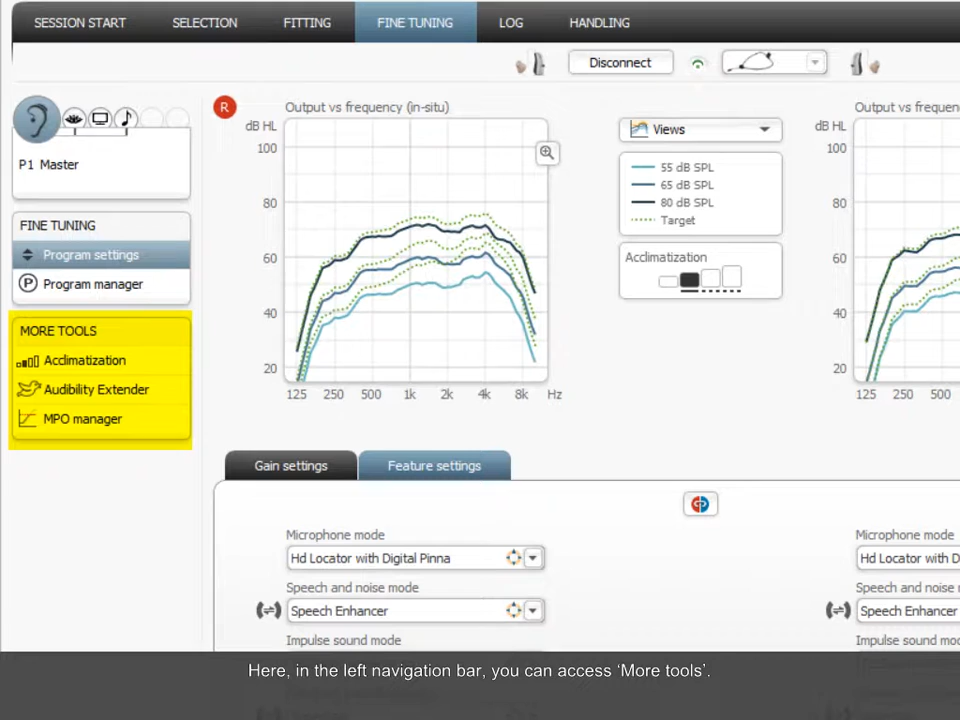 SESSION START SELECTION FITTING FINE TUNING LOG HANDLING
Disconnect
P1 Master
FINE TUNING
Program settings
P Program manager
MORE TOOLS
Acclimatization
Audibility Extender
MPO manager
R Output vs frequency (in-situ)
dB HL
100
80
60
40
20
125 250 500 1k 2k 4k 8k Hz
Views
55 dB SPL
65 dB SPL
80 dB SPL
Target
Acclimatization
Output vs frequen
dB HL
100
80
60
40
20
125 250 500
Gain settings Feature settings
Microphone mode
Hd Locator with Digital Pinna
Speech and noise mode
Speech Enhancer
Impulse sound mode
Microphone mode
Hd Locator with D
Speech and noise
Speech Enhancer
Impulse sound mo
Here, in the left navigation bar, you can access ‘More tools’.